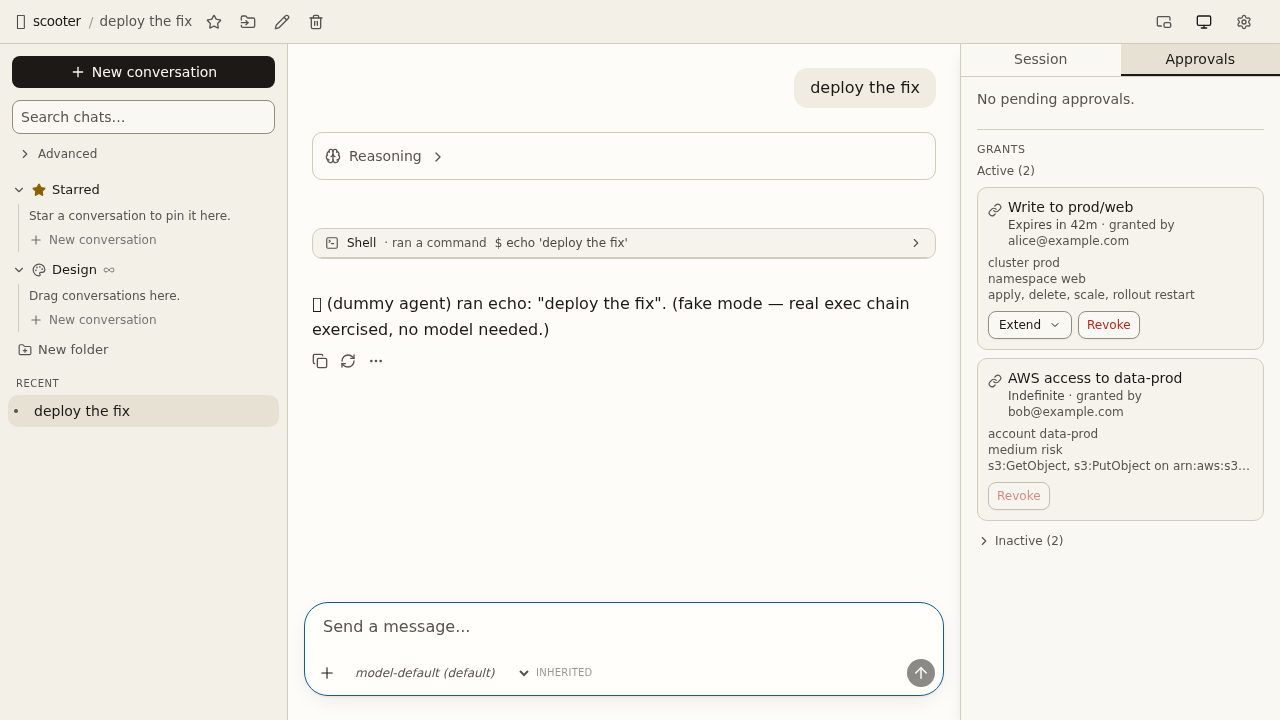 scooter / deploy the fix
New conversation
Search chats…
Advanced
Starred
Star a conversation to pin it here.
New conversation
Design
Drag conversations here.
New conversation
New folder
RECENT
deploy the fix
deploy the fix
Reasoning
Shell · ran a command $ echo 'deploy the fix'
(dummy agent) ran echo: "deploy the fix". (fake mode — real exec chain
exercised, no model needed.)
Send a message...
model-default (default)
INHERITED
Session
Approvals
No pending approvals.
GRANTS
Active (2)
Write to prod/web
Expires in 42m · granted by
alice@example.com
cluster prod
namespace web
apply, delete, scale, rollout restart
Extend
Revoke
AWS access to data-prod
Indefinite · granted by
bob@example.com
account data-prod
medium risk
s3:GetObject, s3:PutObject on arn:aws:s3…
Revoke
Inactive (2)